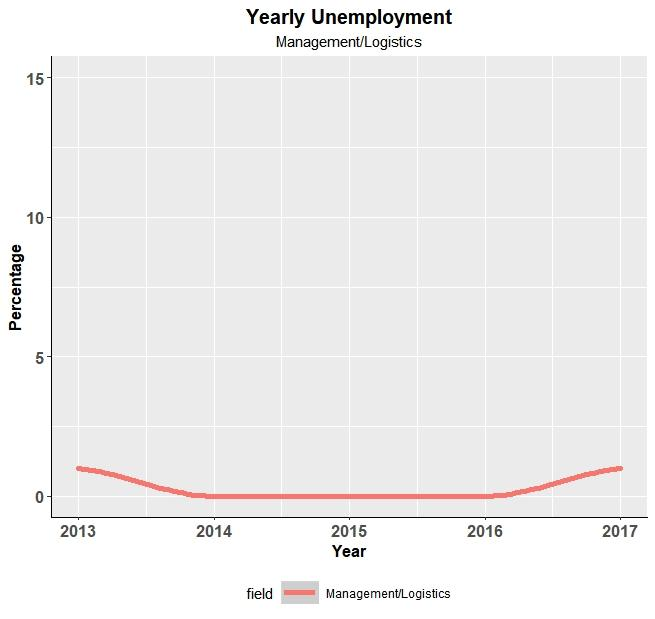 Yearly Unemployment
Management/Logistics
15
10
5
0
Percentage
2013 2014 2015 2016 2017
Year
field Management/Logistics